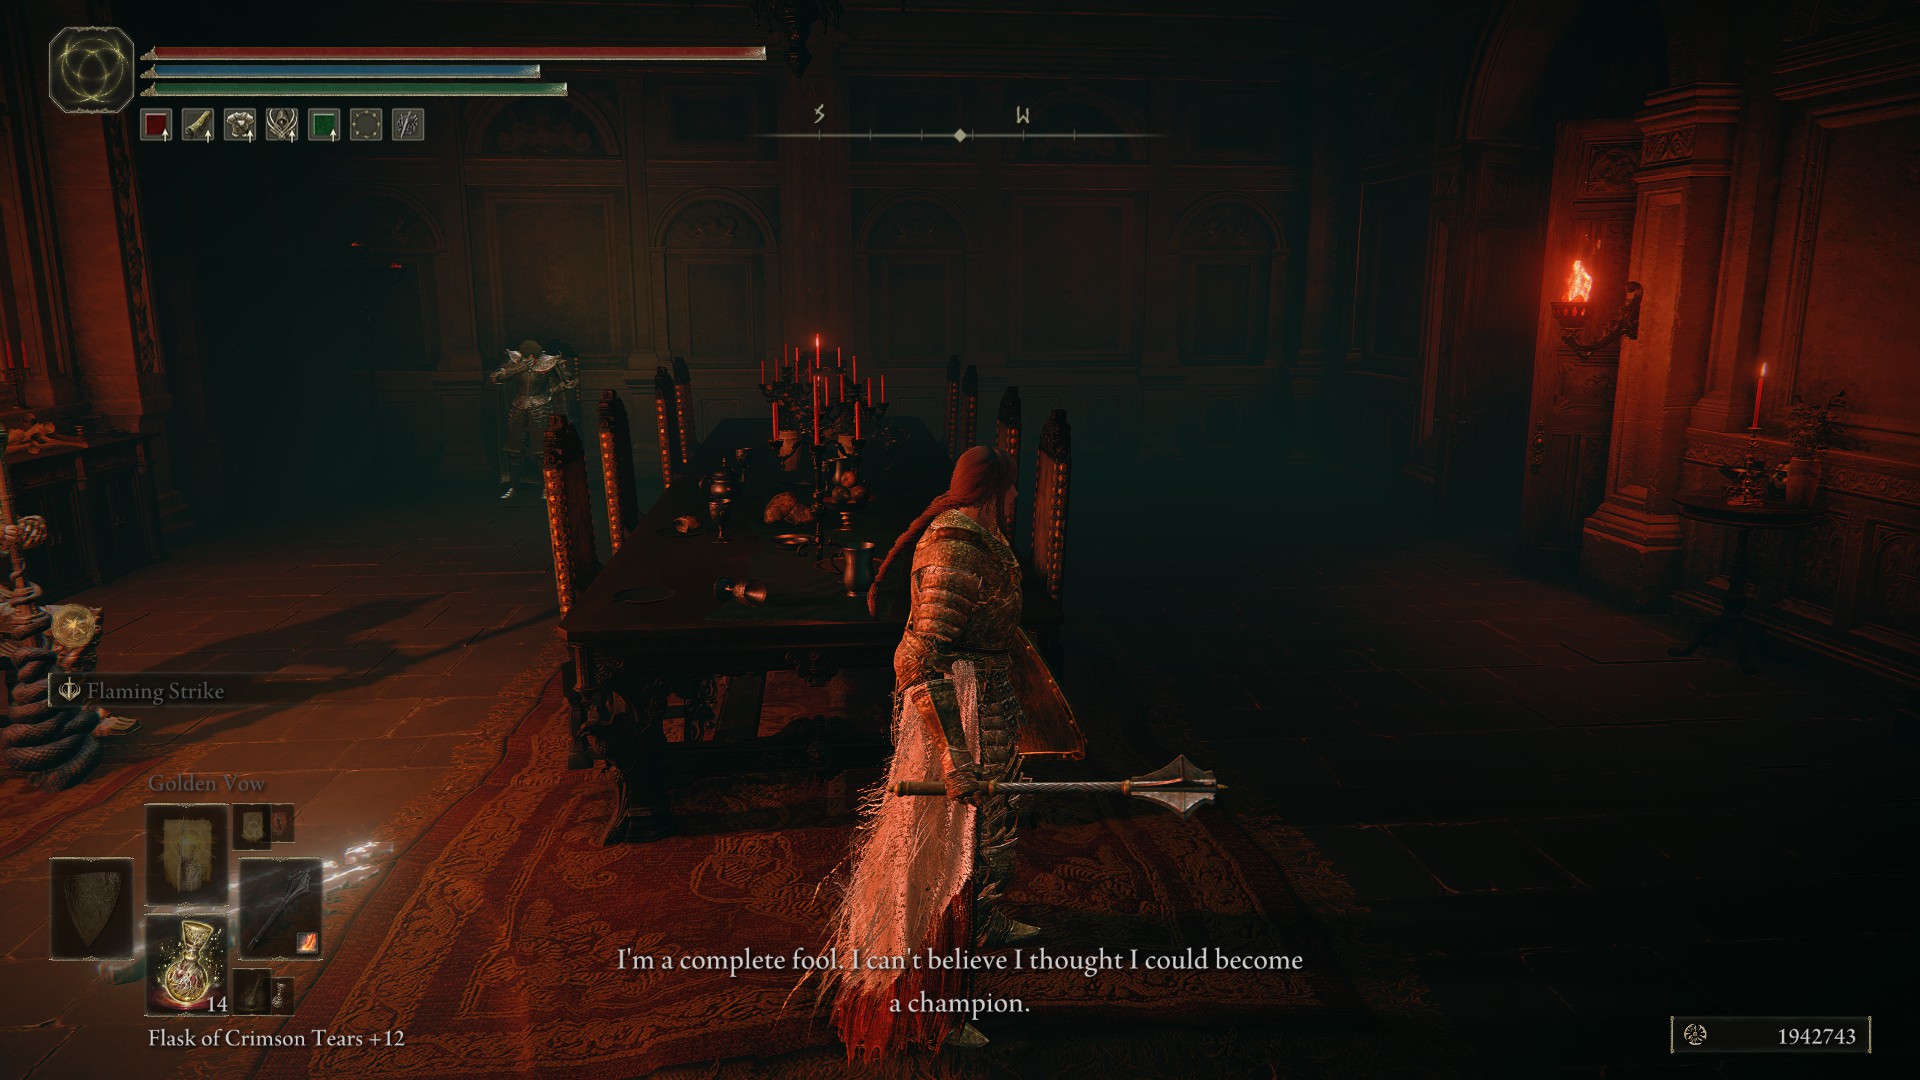 S
W
Flaming Strike
Golden Vow
14
Flask of Crimson Tears +12
I'm a complete fool. I can't believe I thought I could become
a champion.
1942743